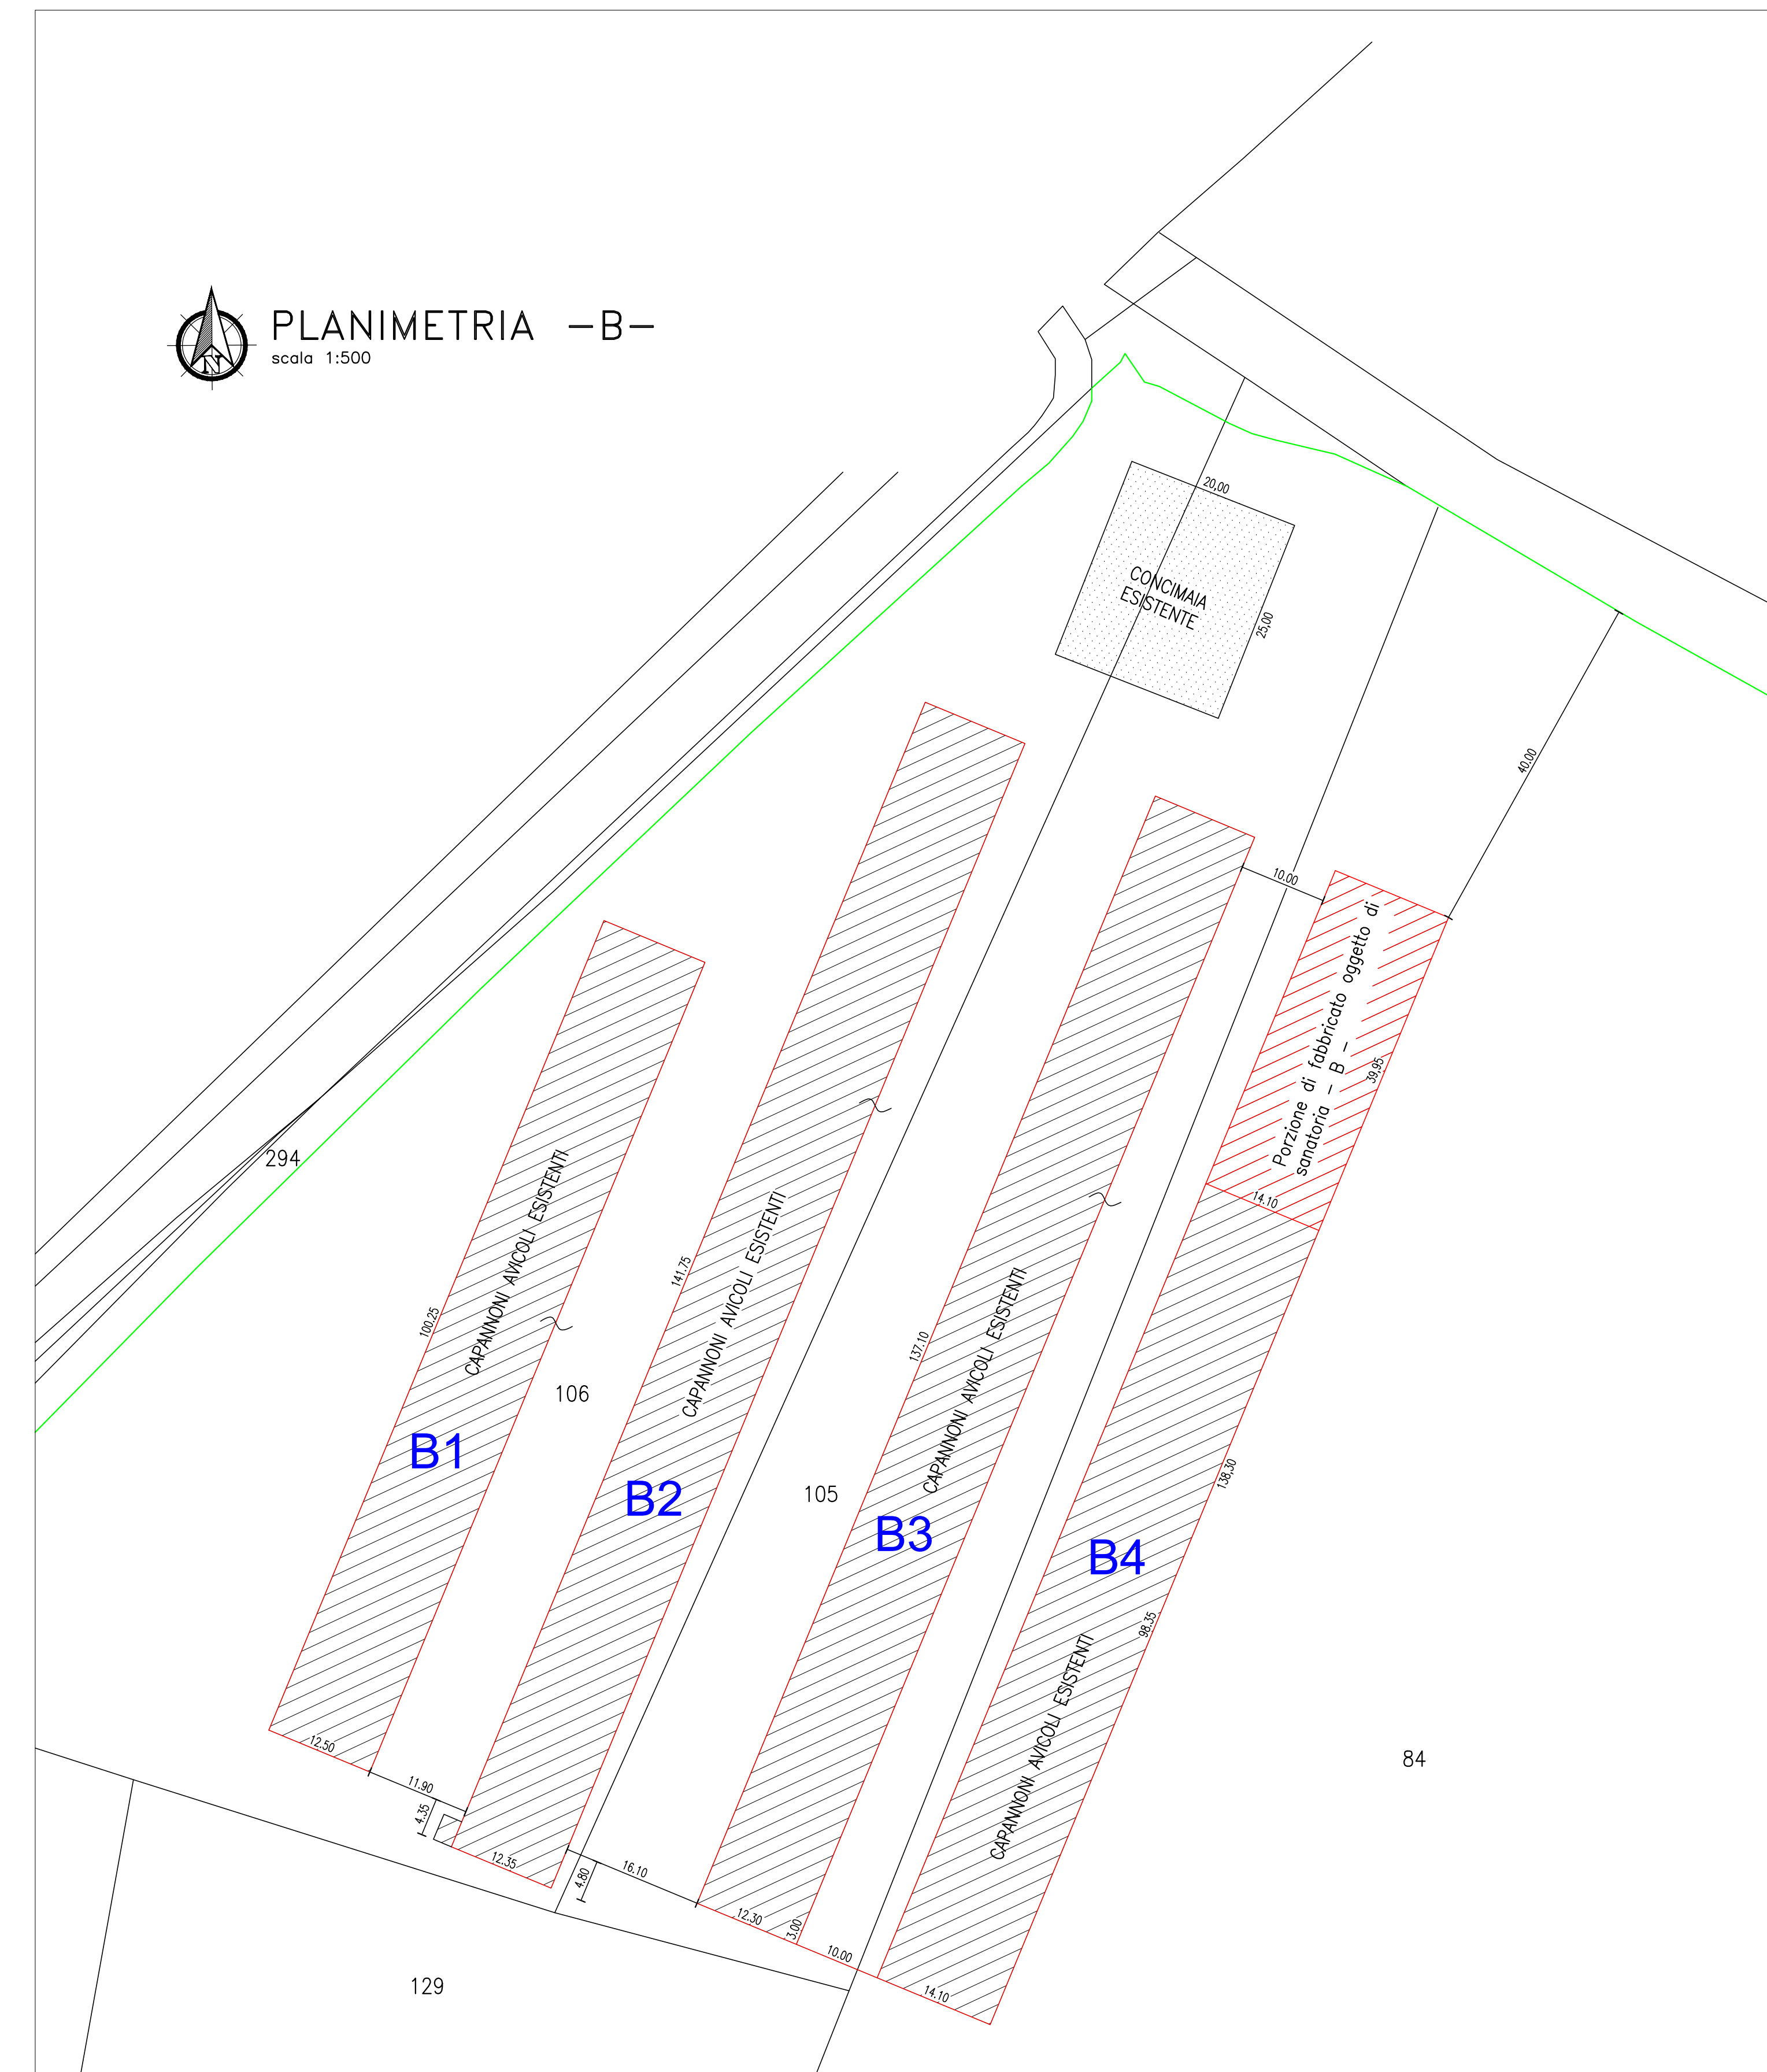 PLANIMETRIA -B-
scala 1:500
N
20,00
CONCIMAIA
ESISTENTE
25,00
40.00
10.00
Porzione di fabbricato oggetto di
sanatoria - B -
39,95
14.10
294
CAPANNONI AVICOLI ESISTENTI
100.25
B1
106
12.50
CAPANNONI AVICOLI ESISTENTI
141.75
B2
11.90
4.35
12.35
105
CAPANNONI AVICOLI ESISTENTI
137.10
B3
16.10
4.80
12.30
3.00
10.00
138,30
B4
98.35
CAPANNONI AVICOLI ESISTENTI
14.10
84
129